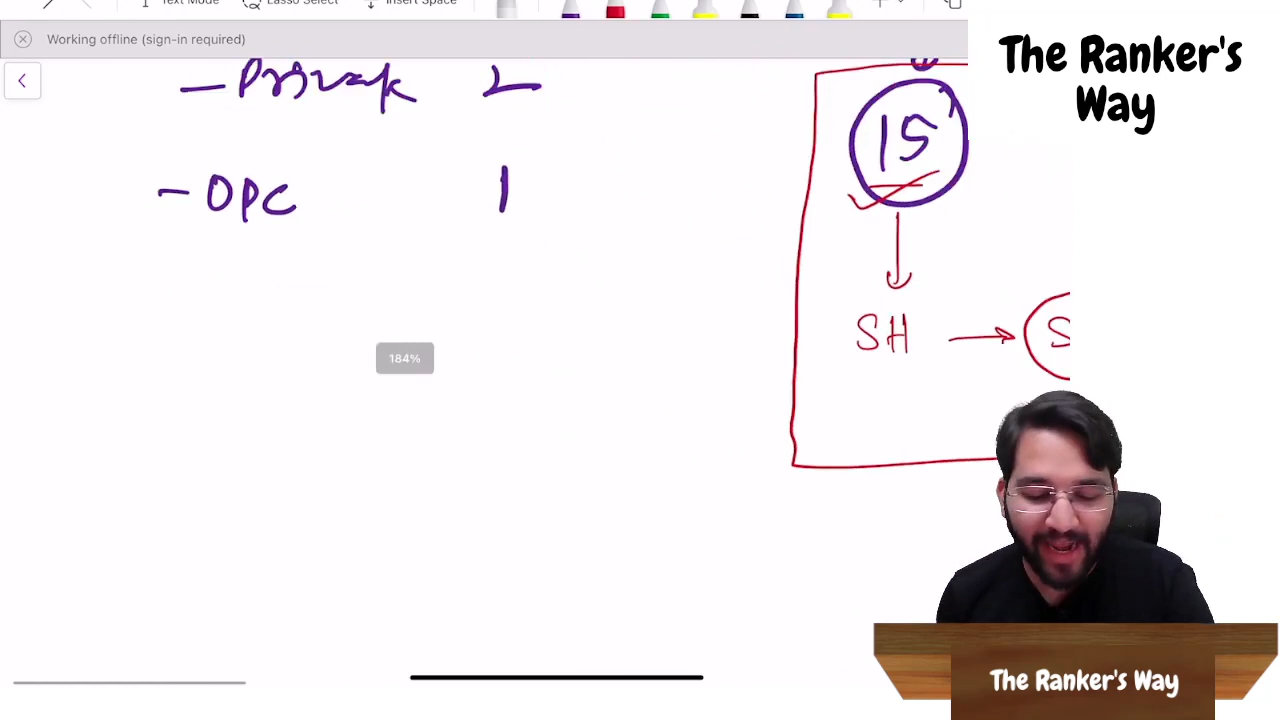 Text Mode
Lasso Select
Insert Space
Working offline (sign-in required)
The Ranker's
Way
- Private 2
15
- OPC 1
SH → S
184%
The Ranker's Way